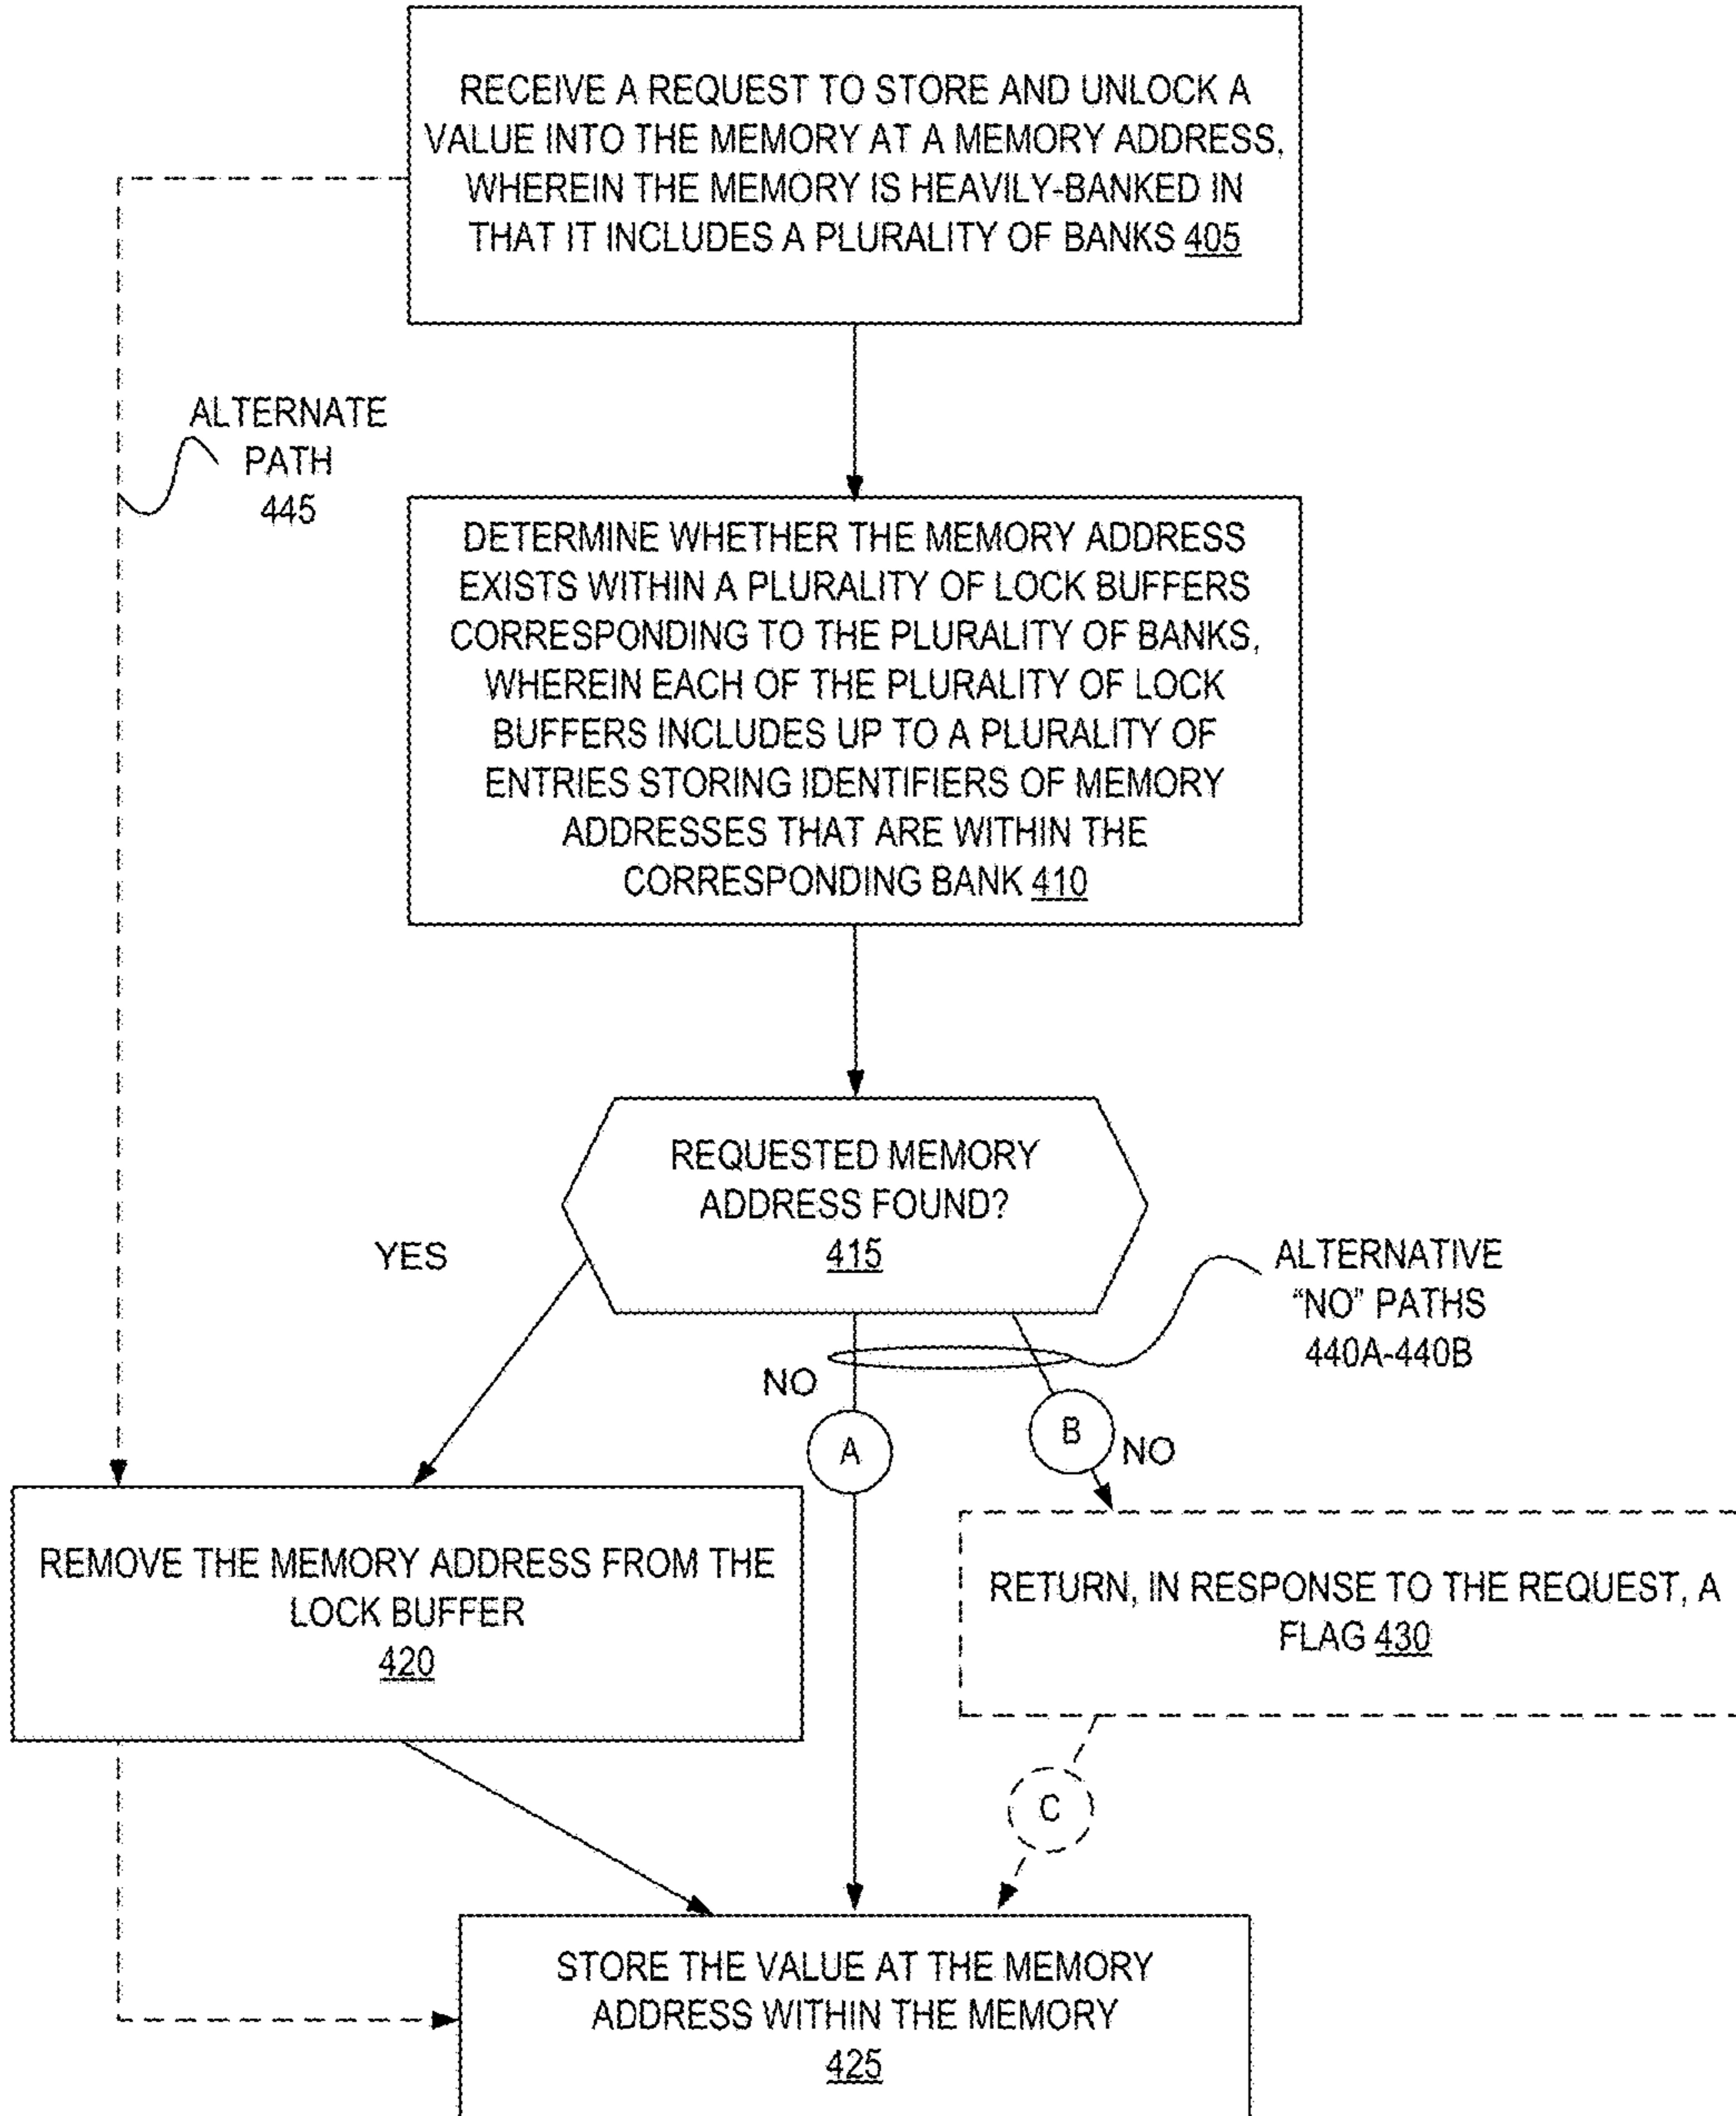 RECEIVE A REQUEST TO STORE AND UNLOCK A
VALUE INTO THE MEMORY AT A MEMORY ADDRESS,
WHEREIN THE MEMORY IS HEAVILY-BANKED IN
THAT IT INCLUDES A PLURALITY OF BANKS 405
ALTERNATE
PATH
445
DETERMINE WHETHER THE MEMORY ADDRESS
EXISTS WITHIN A PLURALITY OF LOCK BUFFERS
CORRESPONDING TO THE PLURALITY OF BANKS,
WHEREIN EACH OF THE PLURALITY OF LOCK
BUFFERS INCLUDES UP TO A PLURALITY OF
ENTRIES STORING IDENTIFIERS OF MEMORY
ADDRESSES THAT ARE WITHIN THE
CORRESPONDING BANK 410
REQUESTED MEMORY
ADDRESS FOUND?
415
YES
ALTERNATIVE
“NO” PATHS
440A-440B
NO
A
B
NO
REMOVE THE MEMORY ADDRESS FROM THE
LOCK BUFFER
420
RETURN, IN RESPONSE TO THE REQUEST, A
FLAG 430
C
STORE THE VALUE AT THE MEMORY
ADDRESS WITHIN THE MEMORY
425